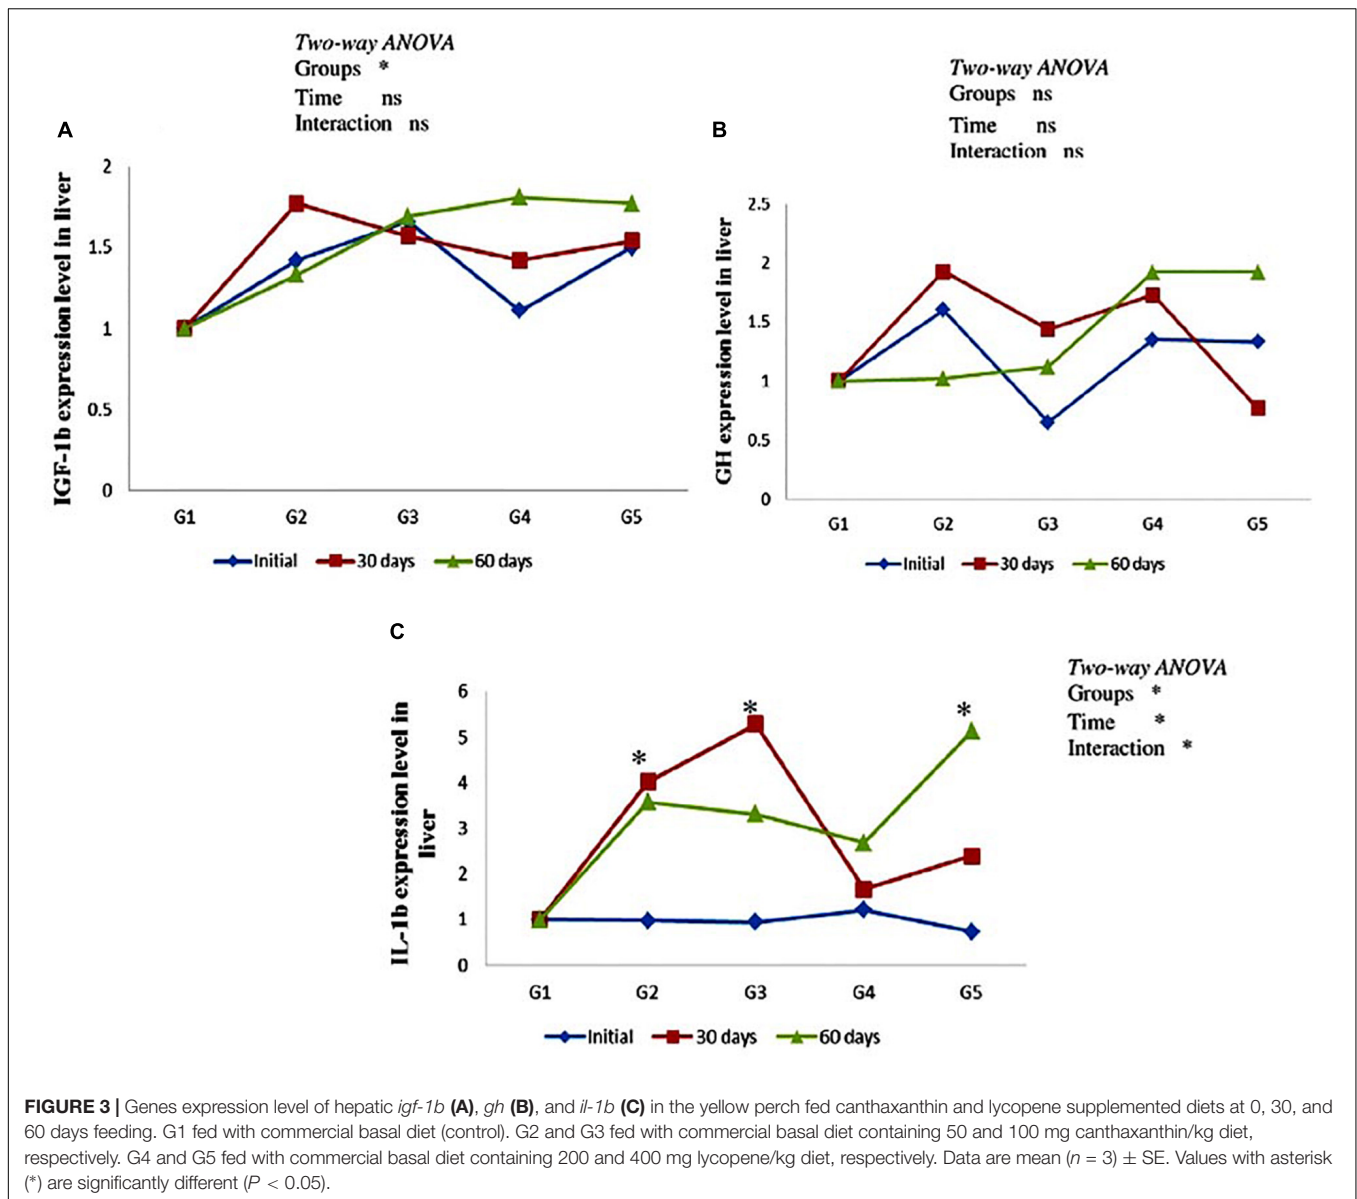 Two-way ANOVA
Groups *
Time ns
Interaction ns
A
IGF-1b expression level in liver
2
1.5
1
0.5
0
G1 G2 G3 G4 G5
Initial 30 days 60 days
Two-way ANOVA
Groups ns
Time ns
Interaction ns
B
GH expression level in liver
2.5
2
1.5
1
0.5
0
G1 G2 G3 G4 G5
Initial 30 days 60 days
C
Two-way ANOVA
Groups *
Time *
Interaction *
IL-1b expression level in
liver
6
5
4
3
2
1
0
* * *
G1 G2 G3 G4 G5
Initial 30 days 60 days
FIGURE 3 | Genes expression level of hepatic igf-1b (A), gh (B), and il-1b (C) in the yellow perch fed canthaxanthin and lycopene supplemented diets at 0, 30, and
60 days feeding. G1 fed with commercial basal diet (control). G2 and G3 fed with commercial basal diet containing 50 and 100 mg canthaxanthin/kg diet,
respectively. G4 and G5 fed with commercial basal diet containing 200 and 400 mg lycopene/kg diet, respectively. Data are mean (n = 3) ± SE. Values with asterisk
(*) are significantly different (P < 0.05).